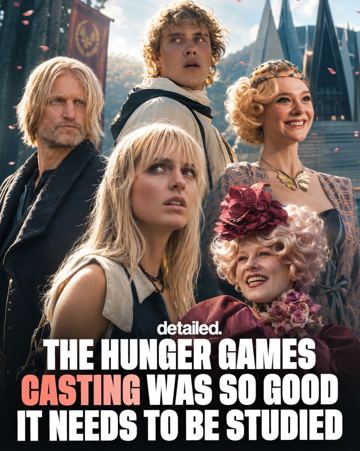 detailed.
THE HUNGER GAMES
CASTING WAS SO GOOD
IT NEEDS TO BE STUDIED